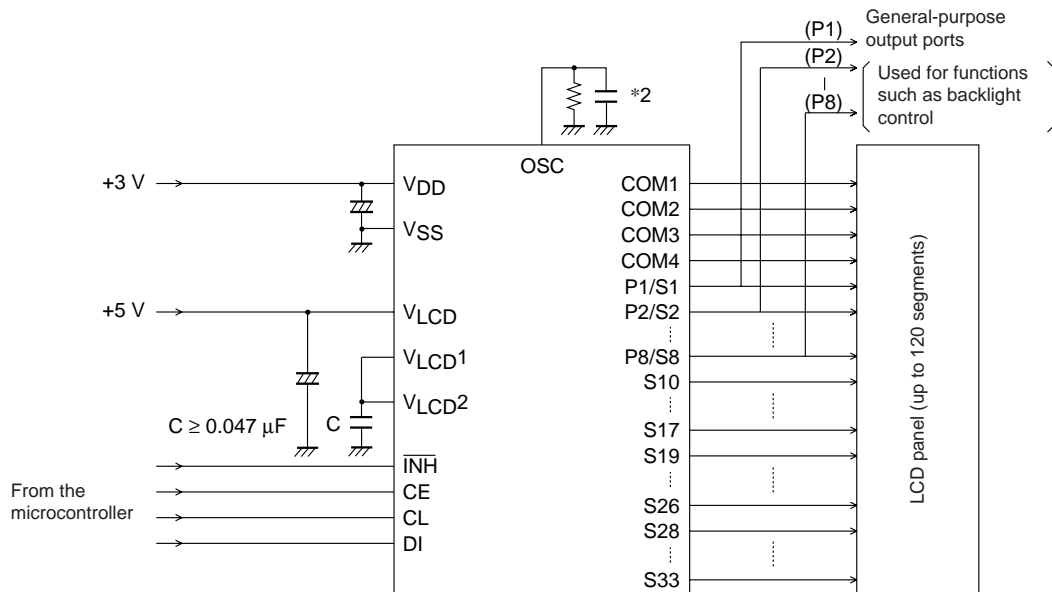 General-purpose
output ports
(P1)
(P2)
(P8)
Used for functions
such as backlight
control
*2
OSC
+3 V
VDD
VSS
+5 V
VLCD
VLCD1
VLCD2
C ≥ 0.047 μF
C
INH
CE
CL
DI
From the
microcontroller
COM1
COM2
COM3
COM4
P1/S1
P2/S2
P8/S8
S10
S17
S19
S26
S28
S33
LCD panel (up to 120 segments)